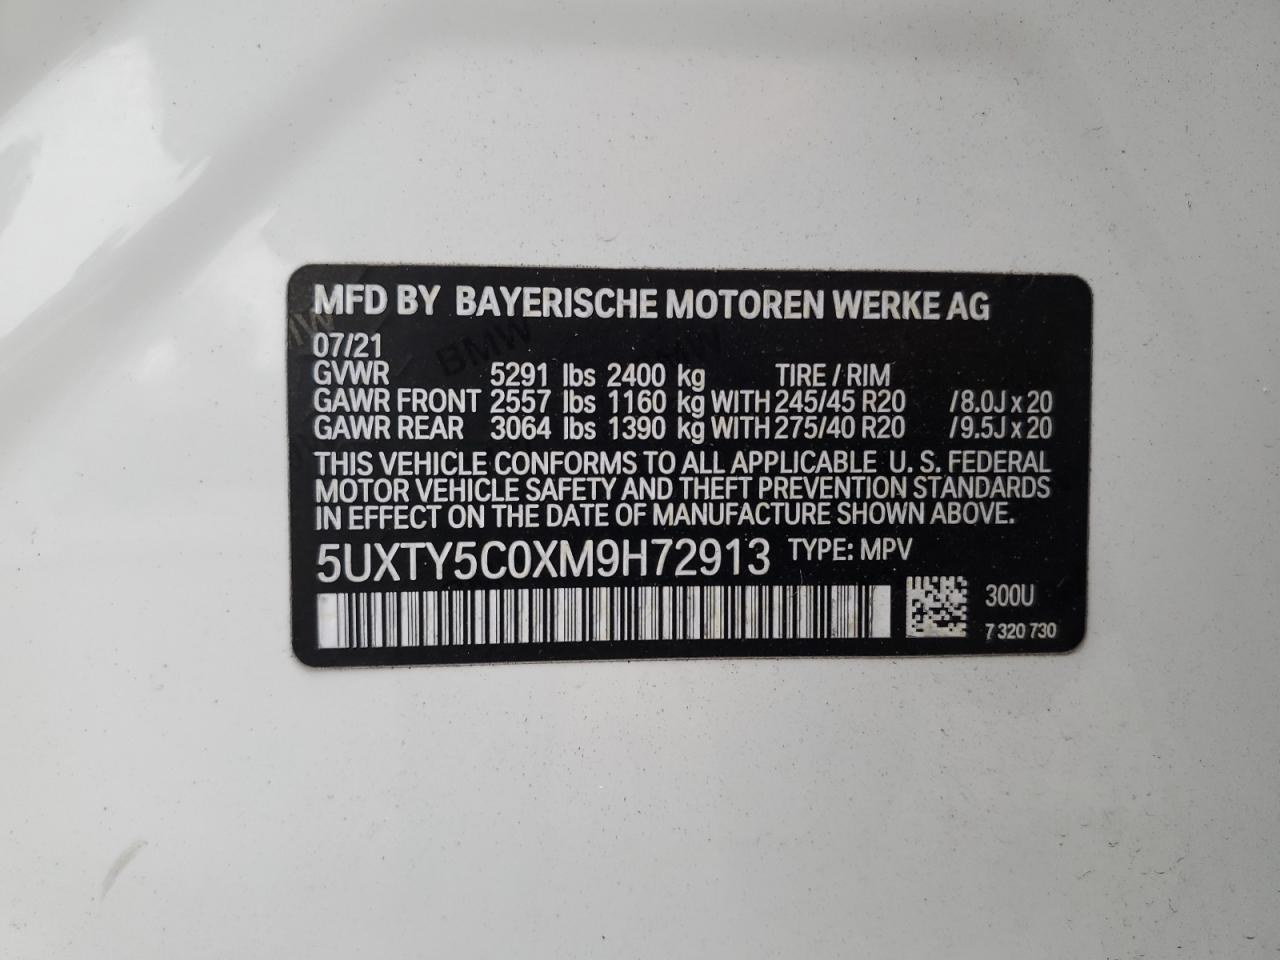 MFD BY BAYERISCHE MOTOREN WERKE AG
07/21
GVWR 5291 lbs 2400 kg TIRE / RIM
GAWR FRONT 2557 lbs 1160 kg WITH 245/45 R20 /8.0J x 20
GAWR REAR 3064 lbs 1390 kg WITH 275/40 R20 /9.5J x 20
THIS VEHICLE CONFORMS TO ALL APPLICABLE U. S. FEDERAL
MOTOR VEHICLE SAFETY AND THEFT PREVENTION STANDARDS
IN EFFECT ON THE DATE OF MANUFACTURE SHOWN ABOVE.
5UXTY5C0XM9H72913 TYPE: MPV
300U
7 320 730
BMW